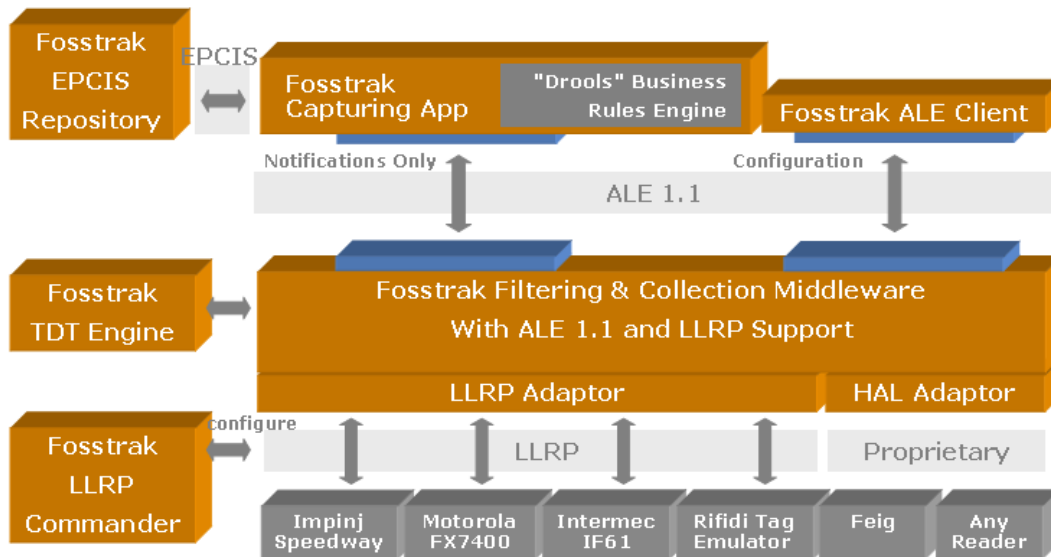 Fosstrak
EPCIS
Repository
EPCIS
Fosstrak
Capturing App
"Drools" Business
Rules Engine
Fosstrak ALE Client
Notifications Only
Configuration
ALE 1.1
Fosstrak
TDT Engine
Fosstrak Filtering & Collection Middleware
With ALE 1.1 and LLRP Support
LLRP Adaptor
HAL Adaptor
Fosstrak
LLRP
Commander
configure
LLRP
Proprietary
Impinj
Speedway
Motorola
FX7400
Intermec
IF61
Rifidi Tag
Emulator
Feig
Any
Reader